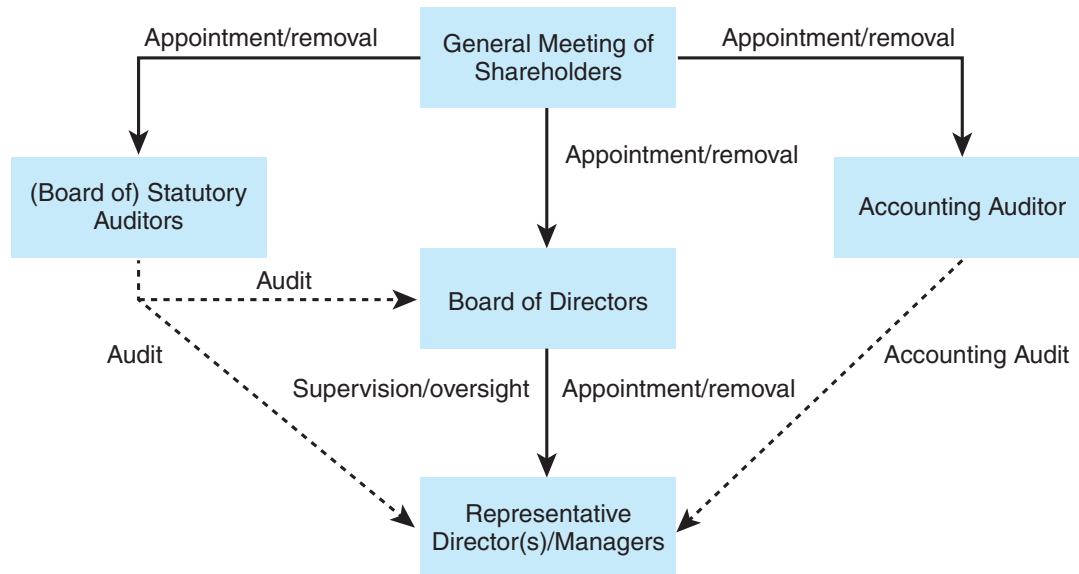 Appointment/removal
General Meeting of
Shareholders
Appointment/removal
Appointment/removal
(Board of) Statutory
Auditors
Accounting Auditor
Audit
Board of Directors
Audit
Accounting Audit
Supervision/oversight
Appointment/removal
Representative
Director(s)/Managers